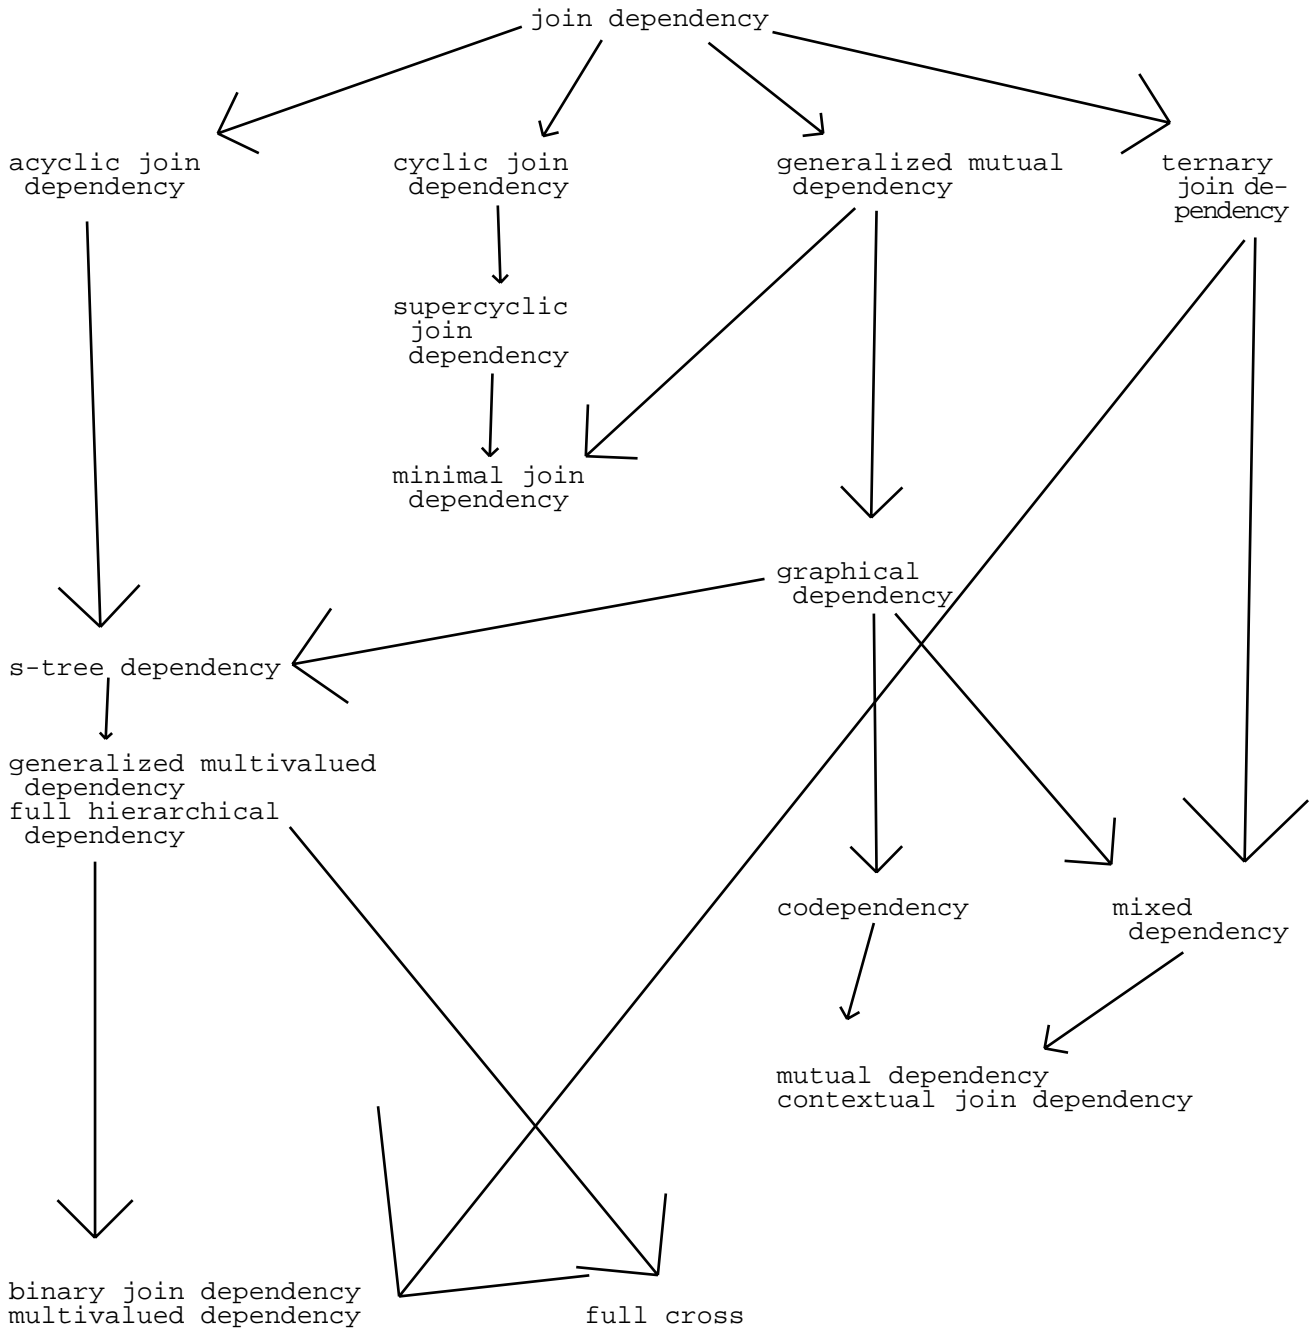 join dependency
acyclic join
dependency
cyclic join
dependency
generalized mutual
dependency
ternary
join de-
pendency
supercyclic
join
dependency
minimal join
dependency
graphical
dependency
s-tree dependency
generalized multivalued
dependency
full hierarchical
dependency
codependency
mixed
dependency
mutual dependency
contextual join dependency
binary join dependency
multivalued dependency
full cross